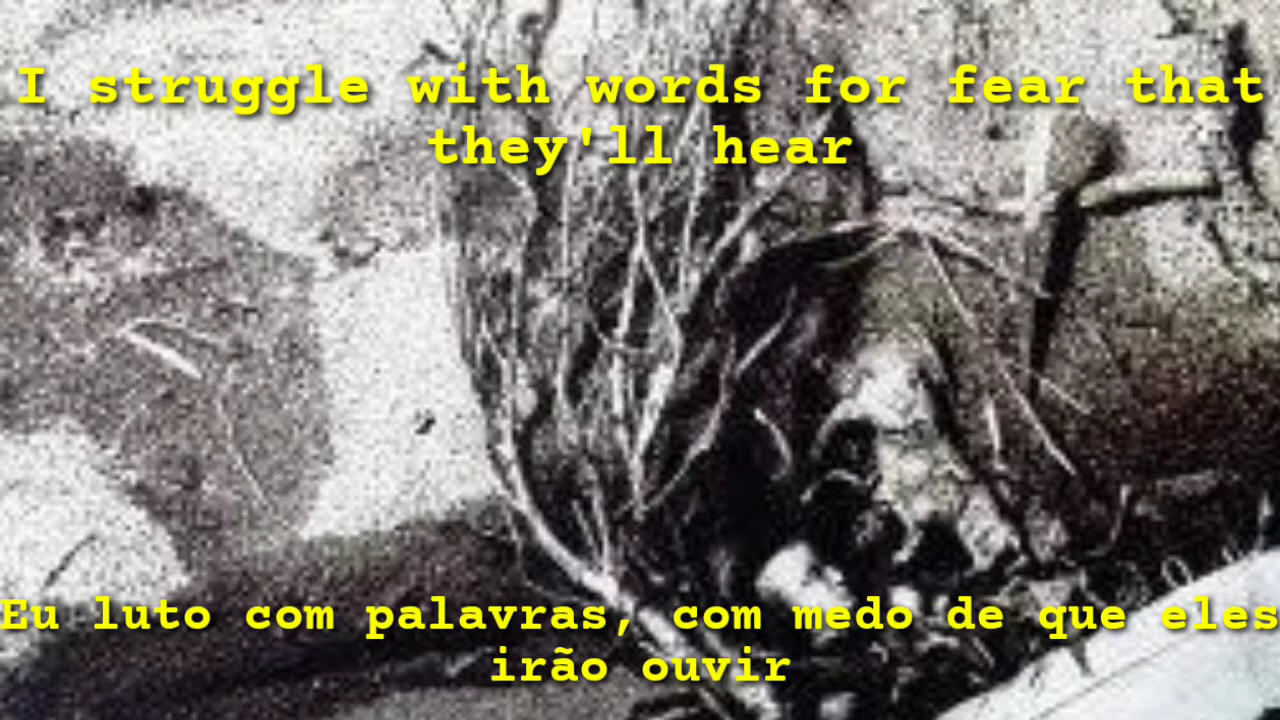 I struggle with words for fear that
they'll hear
Eu luto com palavras, com medo de que eles
irão ouvir